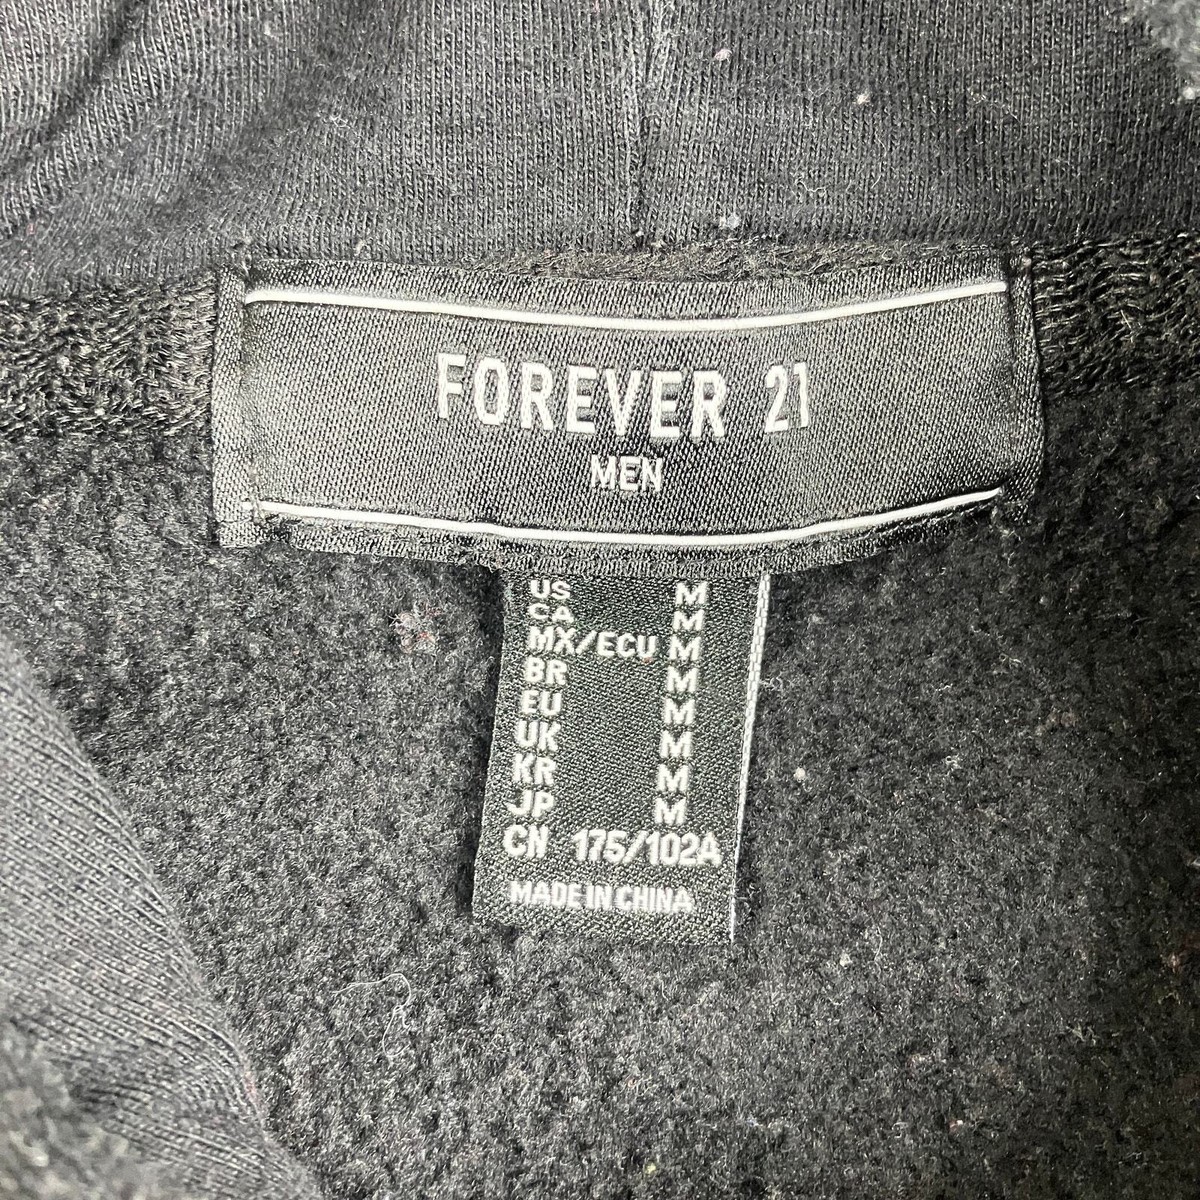 FOREVER 21
MEN
US M
CA M
MX/ECU M
BR M
EU M
UK M
KR M
JP M
CN 175/102A
MADE IN CHINA